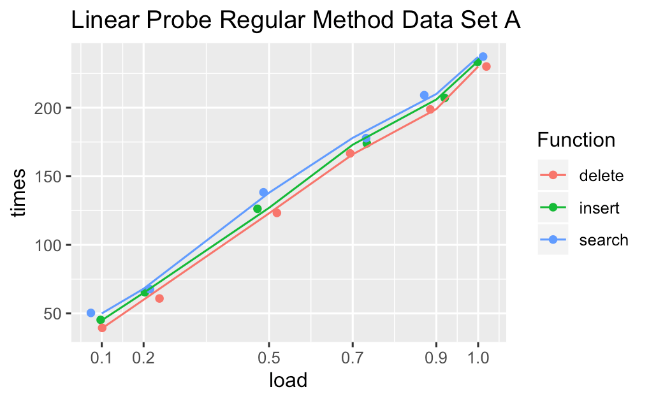 Linear Probe Regular Method Data Set A
200
150
100
50
times
0.1 0.2 0.5 0.7 0.9 1.0
load
Function
delete
insert
search